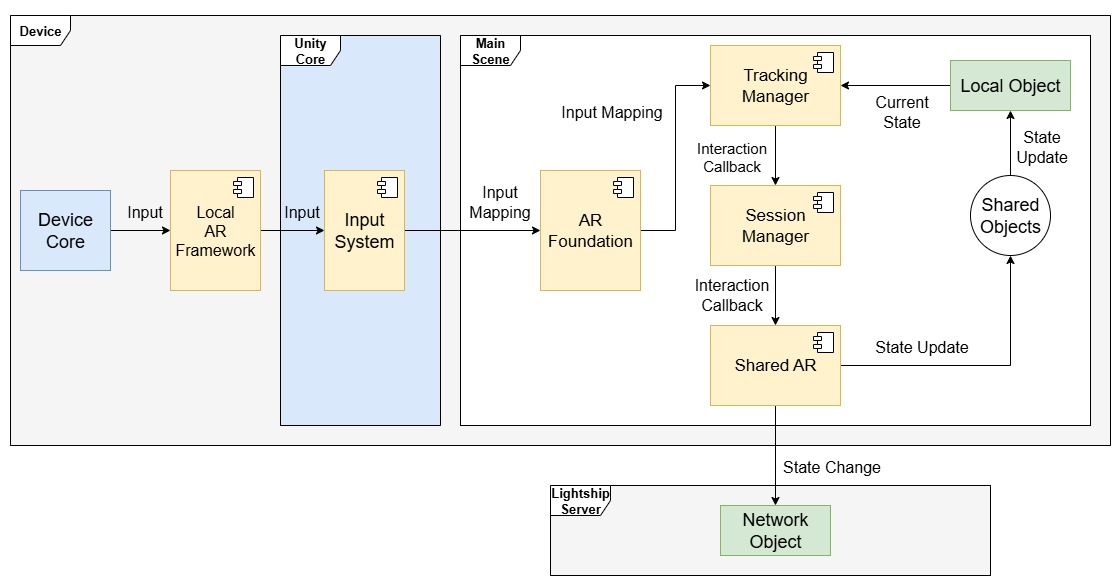 Device
Unity
Core
Main
Scene
Tracking
Manager
Local Object
Current
State
Input Mapping
State
Update
Interaction
Callback
Device
Core
Input
Local
AR
Framework
Input
Input
System
Input
Mapping
AR
Foundation
Session
Manager
Shared
Objects
Interaction
Callback
Shared AR
State Update
State Change
Lightship
Server
Network
Object